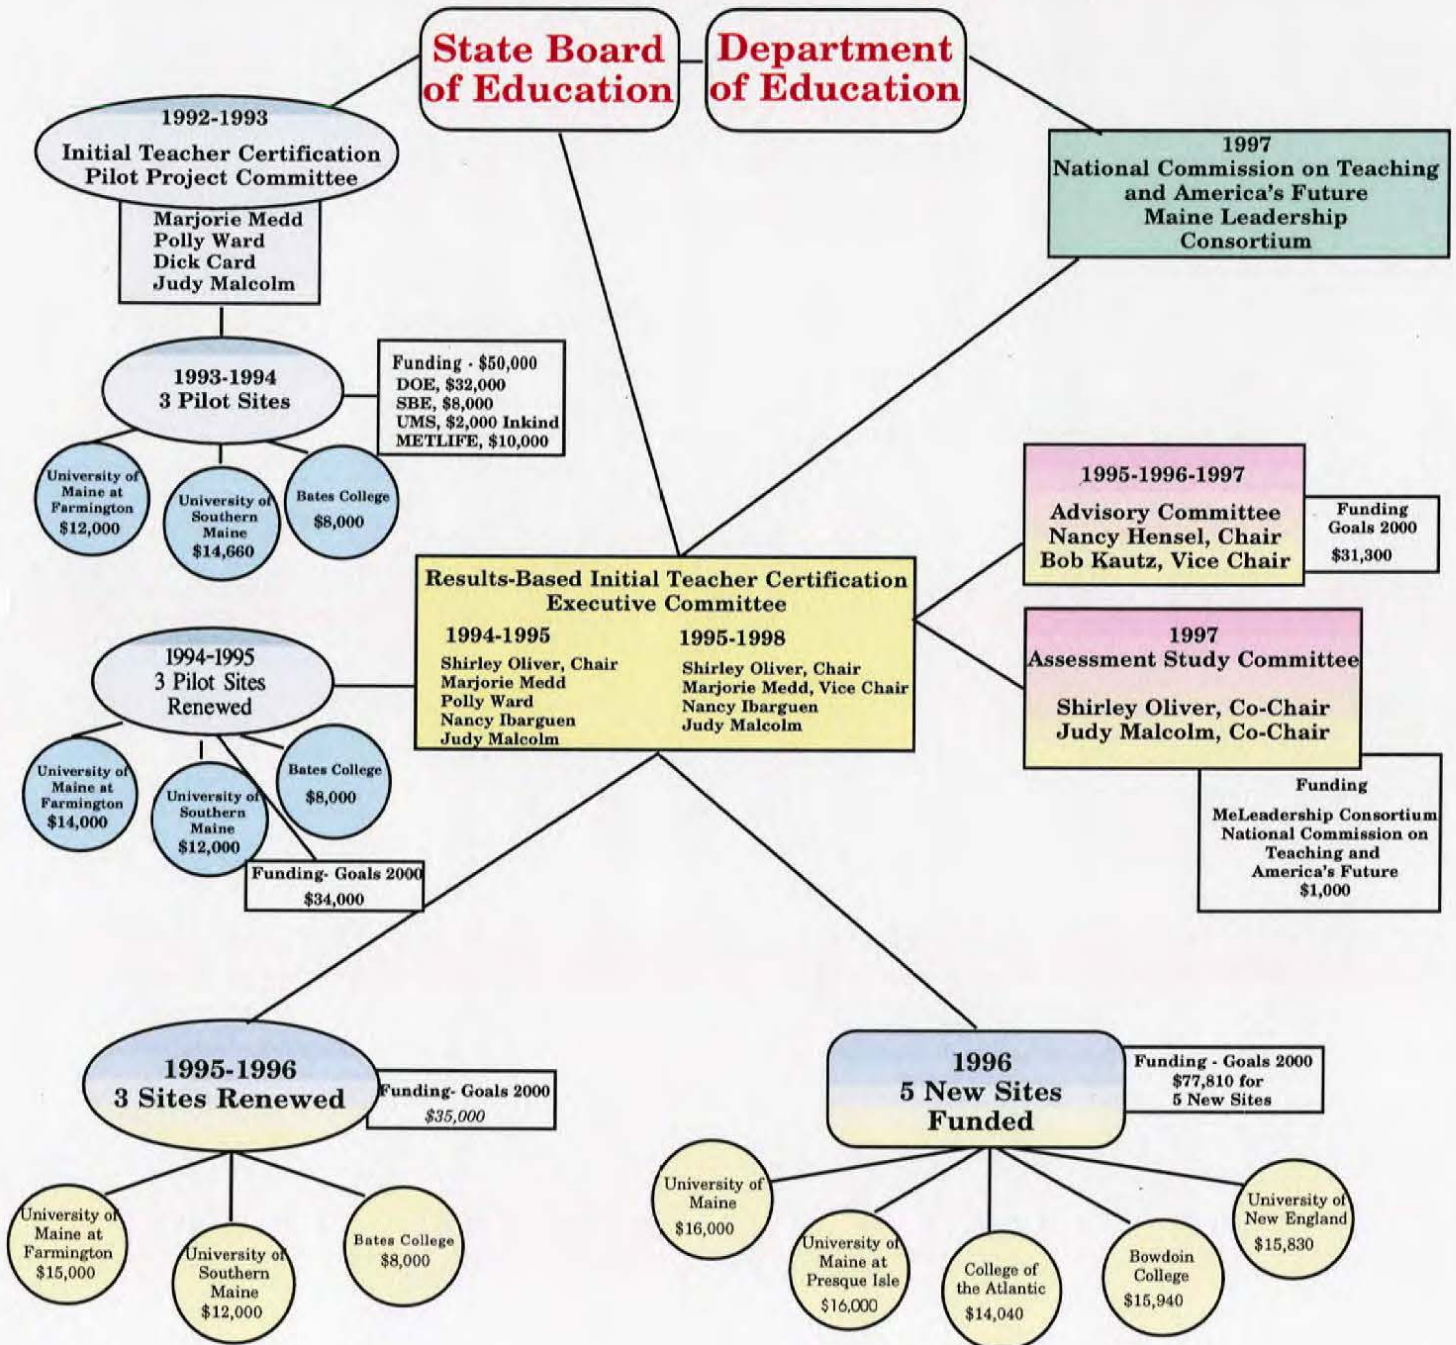 State Board
of Education
Department
of Education
1992-1993
Initial Teacher Certification
Pilot Project Committee
Marjorie Medd
Polly Ward
Dick Card
Judy Malcolm
1997
National Commission on Teaching
and America's Future
Maine Leadership
Consortium
1993-1994
3 Pilot Sites
Funding - $50,000
DOE, $32,000
SBE, $8,000
UMS, $2,000 Inkind
METLIFE, $10,000
University of
Maine at
Farmington
$12,000
University of
Southern
Maine
$14,660
Bates College
$8,000
Results-Based Initial Teacher Certification
Executive Committee
1994-1995
Shirley Oliver, Chair
Marjorie Medd
Polly Ward
Nancy Ibarguen
Judy Malcolm
1995-1998
Shirley Oliver, Chair
Marjorie Medd, Vice Chair
Nancy Ibarguen
Judy Malcolm
1995-1996-1997
Advisory Committee
Nancy Hensel, Chair
Bob Kautz, Vice Chair
Funding
Goals 2000
$31,300
1997
Assessment Study Committee
Shirley Oliver, Co-Chair
Judy Malcolm, Co-Chair
Funding
MeLeadership Consortium
National Commission on
Teaching and
America's Future
$1,000
1994-1995
3 Pilot Sites
Renewed
University of
Maine at
Farmington
$14,000
University of
Southern
Maine
$12,000
Bates College
$8,000
Funding- Goals 2000
$34,000
1995-1996
3 Sites Renewed
Funding- Goals 2000
$35,000
University of
Maine at
Farmington
$15,000
University of
Southern
Maine
$12,000
Bates College
$8,000
1996
5 New Sites
Funded
Funding - Goals 2000
$77,810 for
5 New Sites
University of
Maine
$16,000
University of
Maine at
Presque Isle
$16,000
College of
the Atlantic
$14,040
Bowdoin
College
$15,940
University of
New England
$15,830